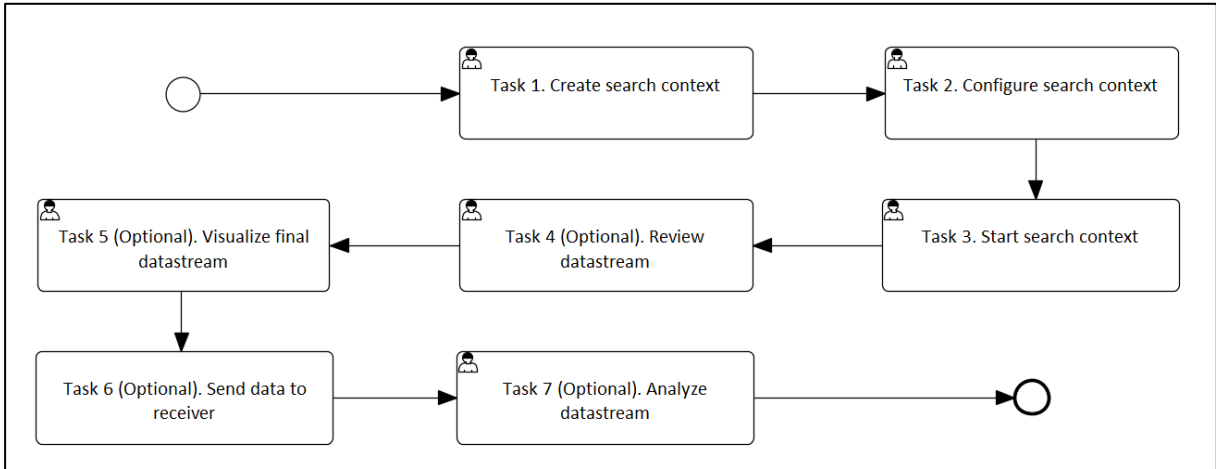 Task 1. Create search context
Task 2. Configure search context
Task 3. Start search context
Task 4 (Optional). Review
datastream
Task 5 (Optional). Visualize final
datastream
Task 6 (Optional). Send data to
receiver
Task 7 (Optional). Analyze
datastream